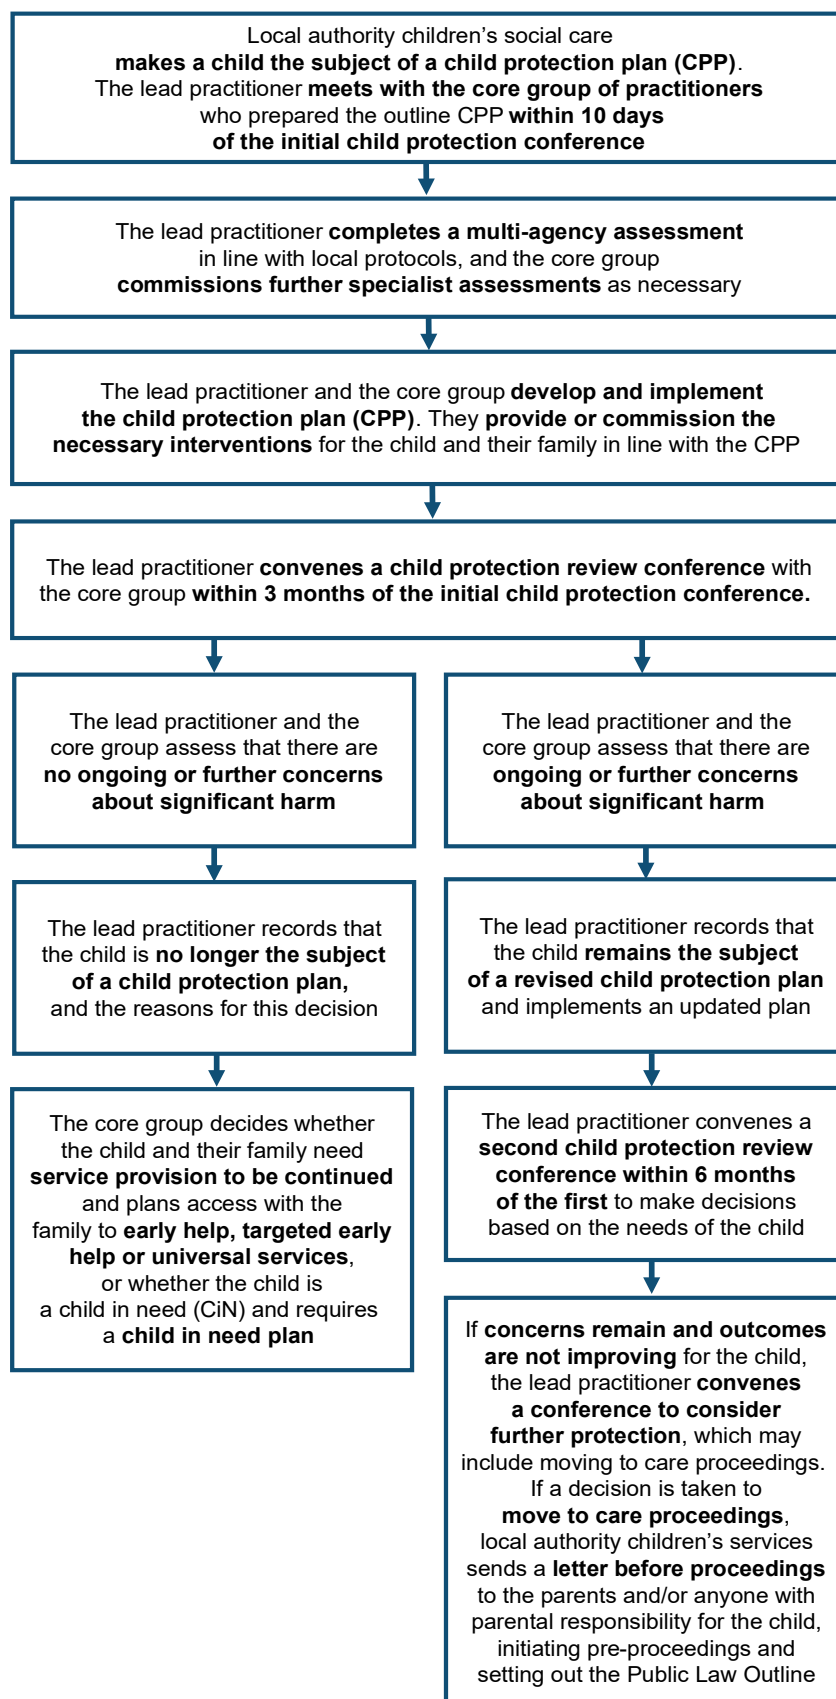 Local authority children’s social care
makes a child the subject of a child protection plan (CPP).
The lead practitioner meets with the core group of practitioners
who prepared the outline CPP within 10 days
of the initial child protection conference
The lead practitioner completes a multi-agency assessment
in line with local protocols, and the core group
commissions further specialist assessments as necessary
The lead practitioner and the core group develop and implement
the child protection plan (CPP). They provide or commission the
necessary interventions for the child and their family in line with the CPP
The lead practitioner convenes a child protection review conference with
the core group within 3 months of the initial child protection conference.
The lead practitioner and the
core group assess that there are
no ongoing or further concerns
about significant harm
The lead practitioner records that
the child is no longer the subject
of a child protection plan,
and the reasons for this decision
The core group decides whether
the child and their family need
service provision to be continued
and plans access with the
family to early help, targeted early
help or universal services,
or whether the child is
a child in need (CiN) and requires
a child in need plan
The lead practitioner and the
core group assess that there are
ongoing or further concerns
about significant harm
The lead practitioner records that
the child remains the subject
of a revised child protection plan
and implements an updated plan
The lead practitioner convenes a
second child protection review
conference within 6 months
of the first to make decisions
based on the needs of the child
If concerns remain and outcomes
are not improving for the child,
the lead practitioner convenes
a conference to consider
further protection, which may
include moving to care proceedings.
If a decision is taken to
move to care proceedings,
local authority children’s services
sends a letter before proceedings
to the parents and/or anyone with
parental responsibility for the child,
initiating pre-proceedings and
setting out the Public Law Outline